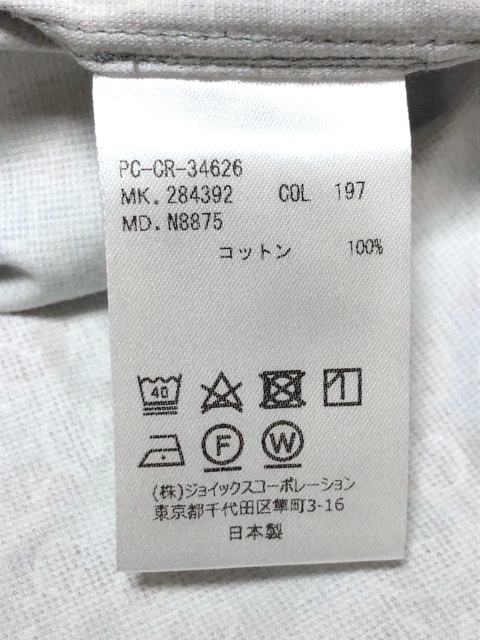 PC-CR-34626
MK. 284392 COL 197
MD. N8875
コットン 100%
40
F W
(株)ジョイックスコーポレーション
東京都千代田区隼町3-16
日本製